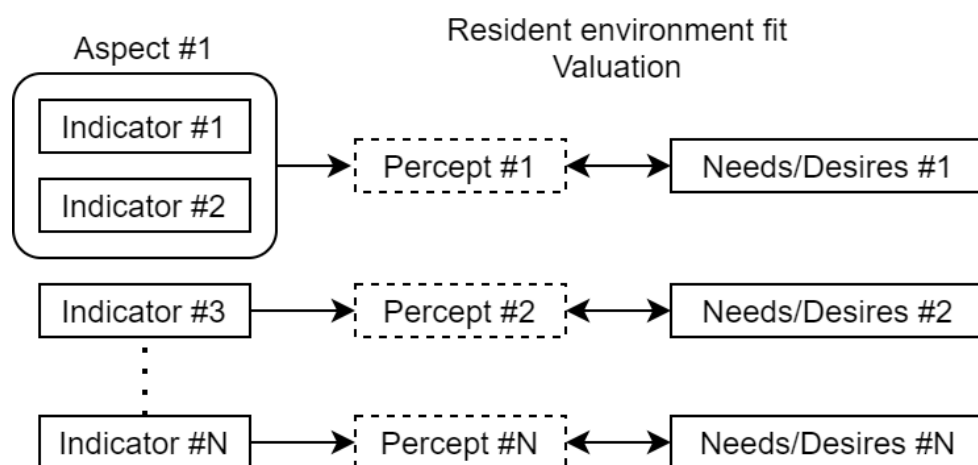 Aspect #1
Resident environment fit
Valuation
Indicator #1
Indicator #2
Percept #1
Needs/Desires #1
Indicator #3
Percept #2
Needs/Desires #2
Indicator #N
Percept #N
Needs/Desires #N